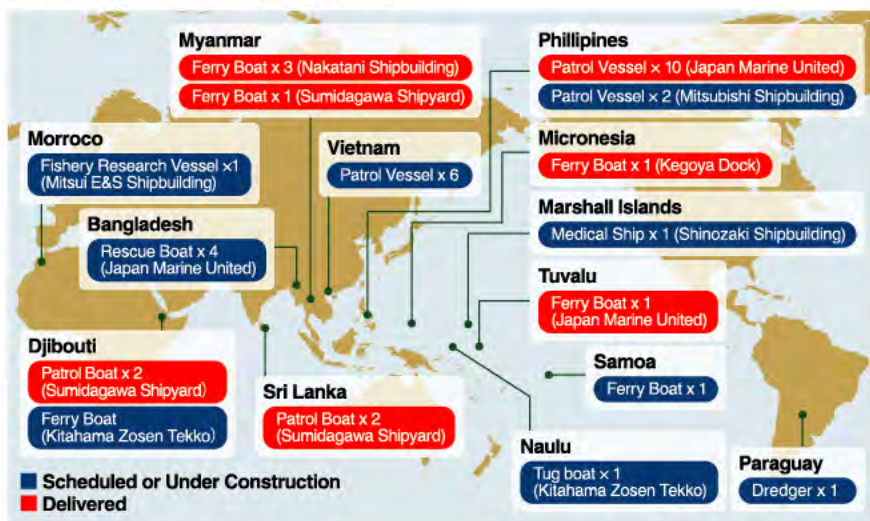 Myanmar
Ferry Boat x 3 (Nakatani Shipbuilding)
Ferry Boat x 1 (Sumidagawa Shipyard)
Phillipines
Patrol Vessel × 10 (Japan Marine United)
Patrol Vessel × 2 (Mitsubishi Shipbuilding)
Morroco
Fishery Research Vessel ×1
(Mitsui E&S Shipbuilding)
Vietnam
Patrol Vessel x 6
Micronesia
Ferry Boat × 1 (Kegoya Dock)
Bangladesh
Rescue Boat x 4
(Japan Marine United)
Marshall Islands
Medical Ship × 1 (Shinozaki Shipbuilding)
Tuvalu
Ferry Boat x 1
(Japan Marine United)
Djibouti
Patrol Boat x 2
(Sumidagawa Shipyard)
Ferry Boat
(Kitahama Zosen Tekko)
Sri Lanka
Patrol Boat x 2
(Sumidagawa Shipyard)
Samoa
Ferry Boat x 1
Naulu
Tug boat × 1
(Kitahama Zosen Tekko)
Paraguay
Dredger x 1
Scheduled or Under Construction
Delivered